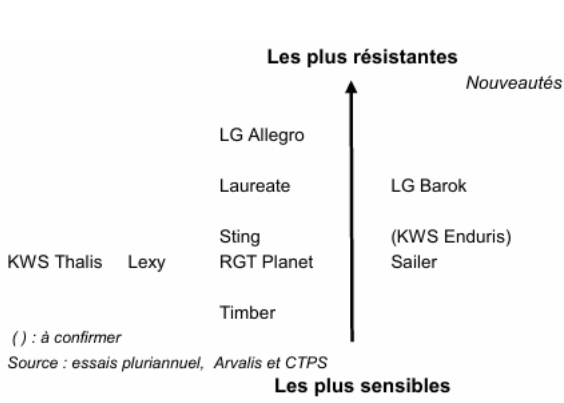 Les plus résistantes
Nouveautés
LG Allegro
Laureate LG Barok
Sting (KWS Enduris)
KWS Thalis Lexy RGT Planet Sailer
Timber
( ) : à confirmer
Source : essais pluriannuel, Arvalis et CTPS
Les plus sensibles